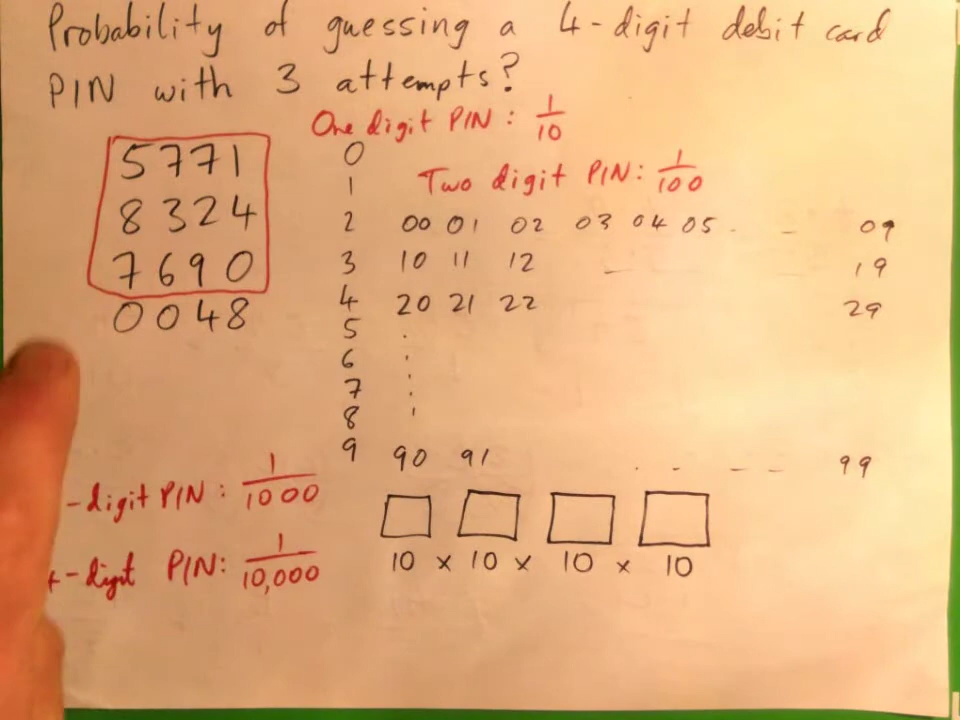 Probability of guessing a 4-digit debit card
PIN with 3 attempts?
One digit PIN: 1/10
5771
8324
7690
0048
0
1
2
3
4
5
6
7
8
9
Two digit PIN: 1/100
00 01 02 03 04 05 - - 09
10 11 12 - - - 19
20 21 22 29
90 91 . - -- 99
-digit PIN: 1/1000
-digit PIN: 1/10,000
10 x 10 x 10 x 10